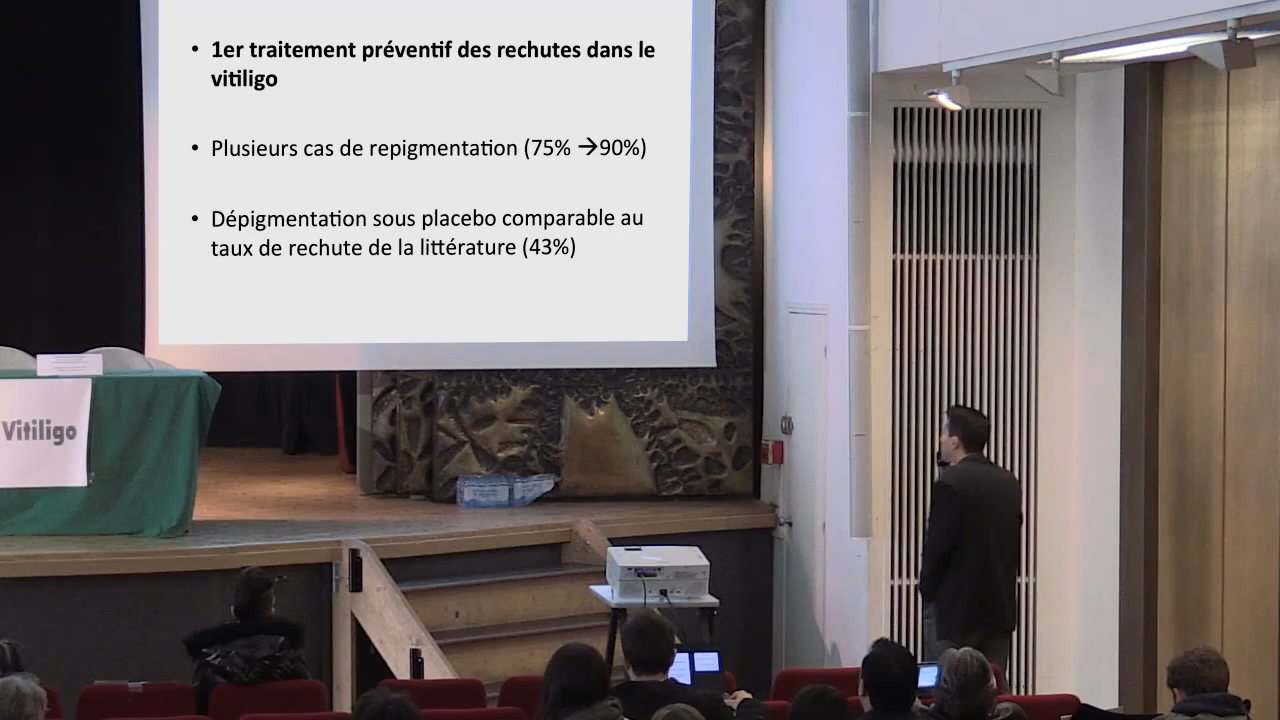 • 1er traitement préventif des rechutes dans le
vitiligo
• Plusieurs cas de repigmentation (75% →90%)
• Dépigmentation sous placebo comparable au
taux de rechute de la littérature (43%)
Vitiligo